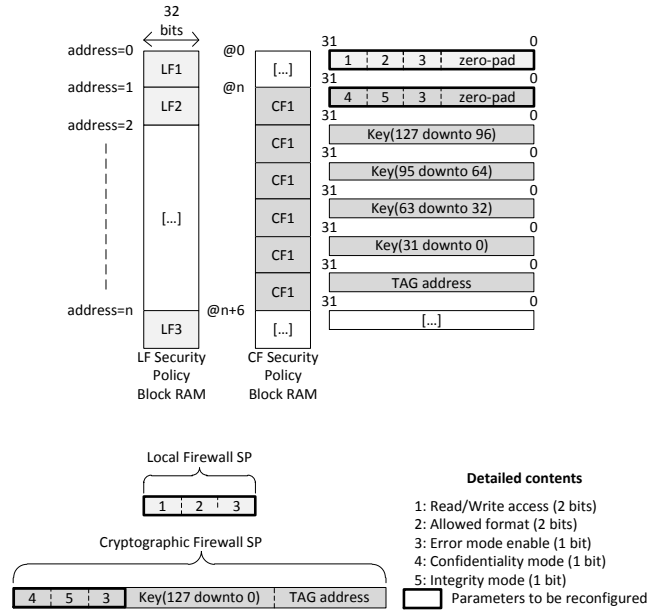 32
bits
address=0
@0
31
0
LF1
[...]
1
2
3
zero-pad
address=1
@n
31
0
LF2
CF1
4
5
3
zero-pad
address=2
31
0
CF1
Key(127 downto 96)
31
0
CF1
Key(95 downto 64)
31
0
[...]
CF1
Key(63 downto 32)
31
0
CF1
Key(31 downto 0)
31
0
CF1
TAG address
address=n
@n+6
31
0
LF3
[...]
[...]
LF Security
Policy
Block RAM
CF Security
Policy
Block RAM
Local Firewall SP
1
2
3
Cryptographic Firewall SP
4
5
3
Key(127 downto 0)
TAG address
Detailed contents
1: Read/Write access (2 bits)
2: Allowed format (2 bits)
3: Error mode enable (1 bit)
4: Confidentiality mode (1 bit)
5: Integrity mode (1 bit)
Parameters to be reconfigured